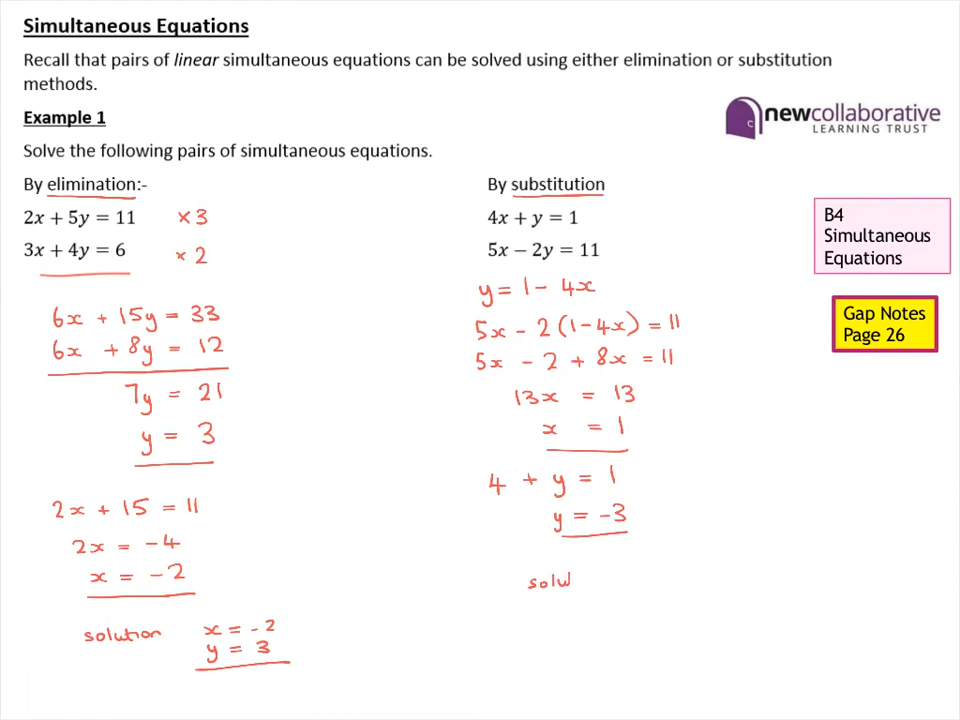 Simultaneous Equations
Recall that pairs of linear simultaneous equations can be solved using either elimination or substitution
methods.
Example 1
newcollaborative
LEARNING TRUST
Solve the following pairs of simultaneous equations.
By elimination:-
2x + 5y = 11 × 3
3x + 4y = 6 × 2
6x + 15y = 33
6x + 8y = 12
7y = 21
y = 3
2x + 15 = 11
2x = -4
x = -2
solution x = -2
y = 3
By substitution
4x + y = 1
5x − 2y = 11
y = 1 - 4x
5x - 2(1-4x) = 11
5x - 2 + 8x = 11
13x = 13
x = 1
4 + y = 1
y = -3
solu
B4
Simultaneous
Equations
Gap Notes
Page 26